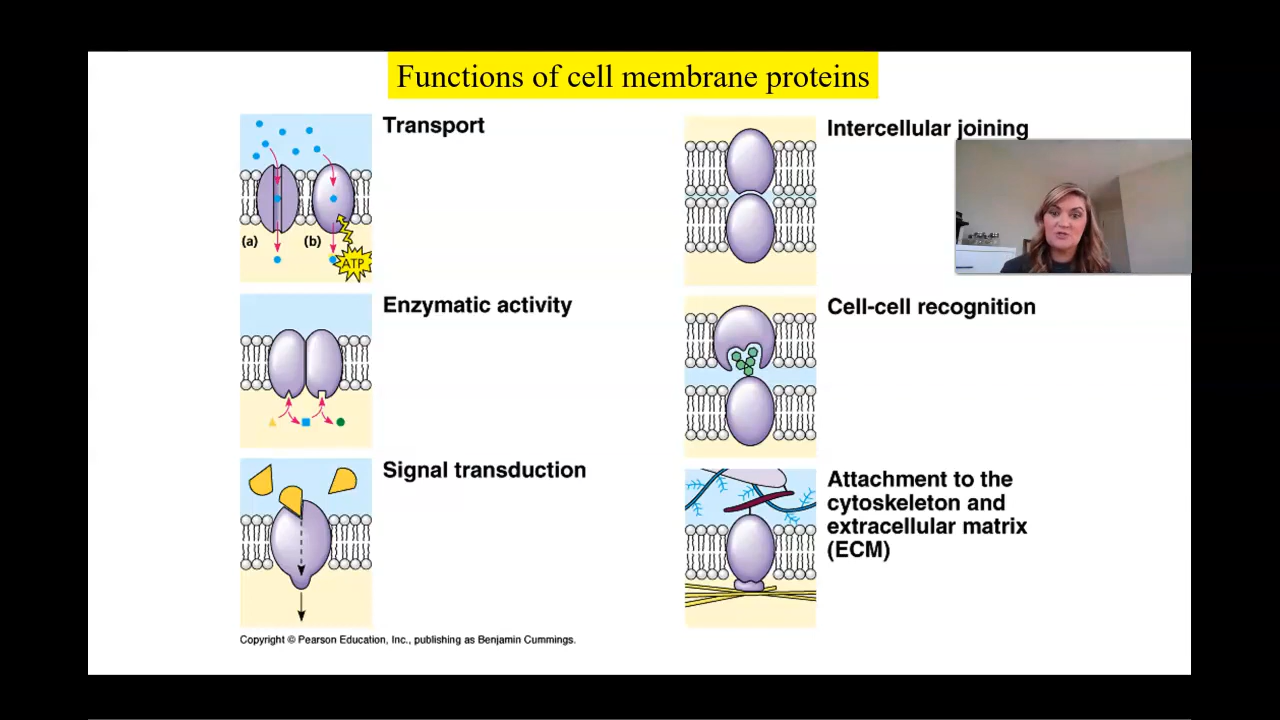 Functions of cell membrane proteins
Transport
(a)
(b)
ATP
Enzymatic activity
Signal transduction
Intercellular joining
Cell-cell recognition
Attachment to the
cytoskeleton and
extracellular matrix
(ECM)
Copyright © Pearson Education, Inc., publishing as Benjamin Cummings.